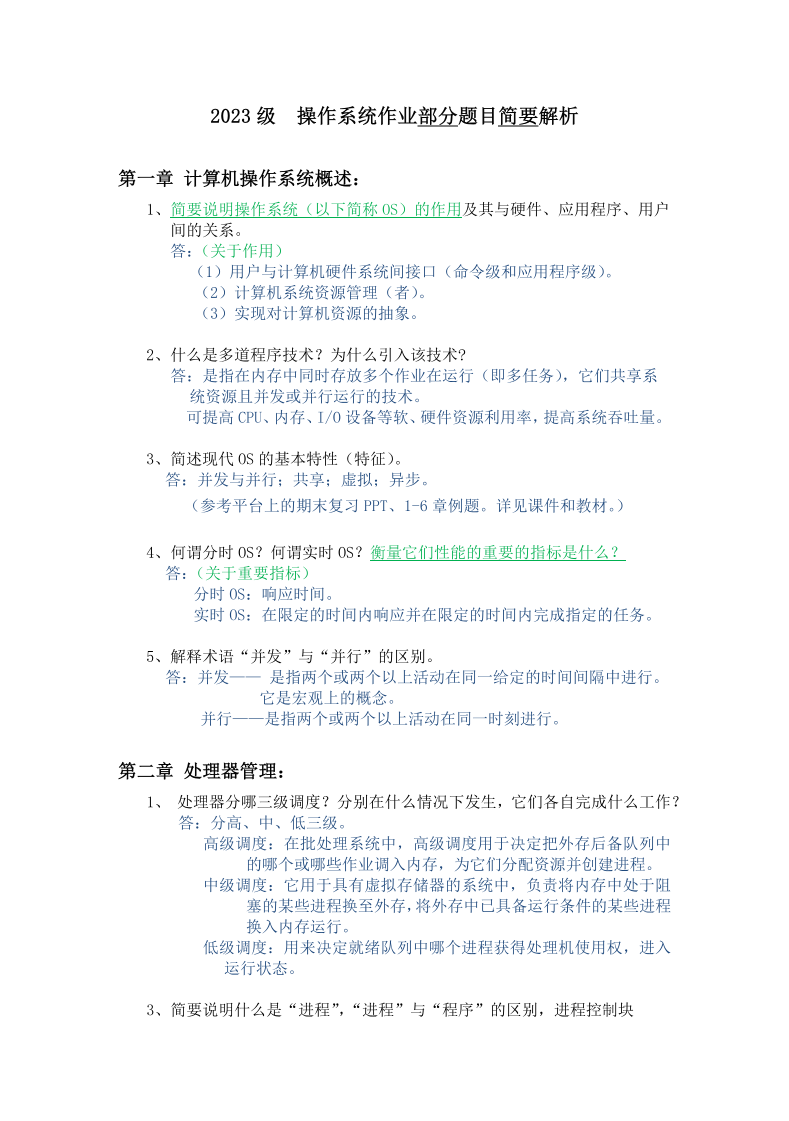 2023 级 操作系统作业部分题目简要解析
第一章 计算机操作系统概述：
1、简要说明操作系统（以下简称 OS）的作用及其与硬件、应用程序、用户
间的关系。
答：（关于作用）
（1）用户与计算机硬件系统间接口（命令级和应用程序级）。
（2）计算机系统资源管理（者）。
（3）实现对计算机资源的抽象。
2、什么是多道程序技术？为什么引入该技术?
答：是指在内存中同时存放多个作业在运行（即多任务），它们共享系
统资源且并发或并行运行的技术。
可提高 CPU、内存、I/O 设备等软、硬件资源利用率，提高系统吞吐量。
3、简述现代 OS 的基本特性（特征）。
答：并发与并行；共享；虚拟；异步。
（参考平台上的期末复习 PPT、1-6 章例题。详见课件和教材。）
4、何谓分时 OS？何谓实时 OS？衡量它们性能的重要的指标是什么？
答：（关于重要指标）
分时 OS：响应时间。
实时 OS：在限定的时间内响应并在限定的时间内完成指定的任务。
5、解释术语“并发”与“并行”的区别。
答：并发—— 是指两个或两个以上活动在同一给定的时间间隔中进行。
它是宏观上的概念。
并行——是指两个或两个以上活动在同一时刻进行。
第二章 处理器管理：
1、 处理器分哪三级调度？分别在什么情况下发生，它们各自完成什么工作？
答：分高、中、低三级。
高级调度：在批处理系统中，高级调度用于决定把外存后备队列中
的哪个或哪些作业调入内存，为它们分配资源并创建进程。
中级调度：它用于具有虚拟存储器的系统中，负责将内存中处于阻
塞的某些进程换至外存，将外存中已具备运行条件的某些进程
换入内存运行。
低级调度：用来决定就绪队列中哪个进程获得处理机使用权，进入
运行状态。
3、简要说明什么是“进程”，“进程”与“程序”的区别，进程控制块